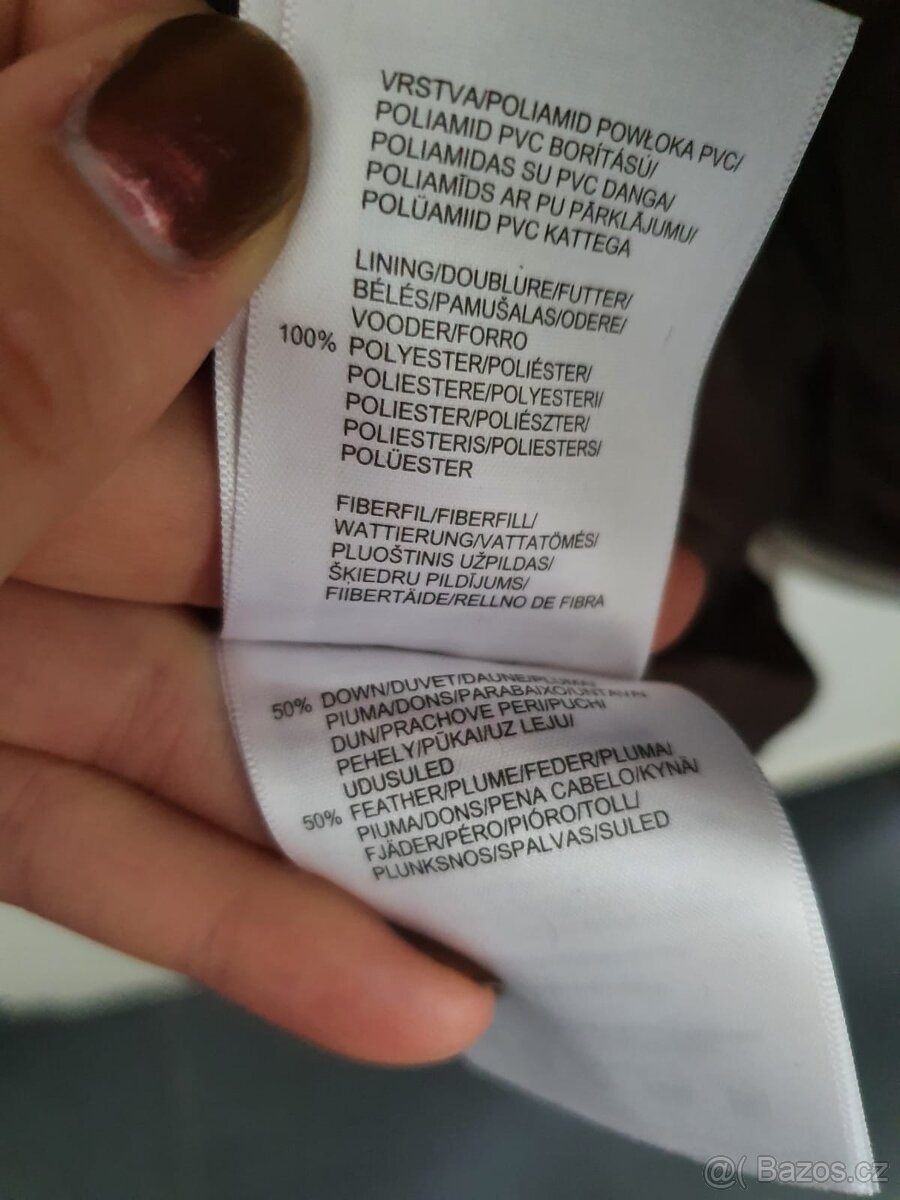 VRSTVA/POLIAMID POWŁOKA PVC/
POLIAMID PVC BORÍTÁSÚ/
POLIAMIDAS SU PVC DANGA/
POLIAMĪDS AR PU PĀRKLĀJUMU/
POLÜAMIID PVC KATTEGA
LINING/DOUBLURE/FUTTER/
BÉLÉS/PAMUŠALAS/ODERE/
VOODER/FORRO
100% POLYESTER/POLIÉSTER/
POLIESTERE/POLYESTERI/
POLIESTER/POLIÉSZTER/
POLIESTERIS/POLIESTERS/
POLÜESTER
FIBERFIL/FIBERFILL/
WATTIERUNG/VATTATÖMÉS/
PLUOŠTINIS UŽPILDAS/
ŠĶIEDRU PILDĪJUMS/
FIIBERTÄIDE/RELLNO DE FIBRA
50% DOWN/DUVET/DAUNE/PLUMA/
PIUMA/DONS/PARABAIXO/UNTAVA/
DUN/PRACHOVE PERI/PUCH/
PEHELY/PŪKAI/UZ LEJU/
UDUSULED
50% FEATHER/PLUME/FEDER/PLUMA/
PIUMA/DONS/PENA CABELO/KYNÄ/
FJÄDER/PÉRO/PIÓRO/TOLL/
PLUNKSNOS/SPALVAS/SULED
Bazos.cz